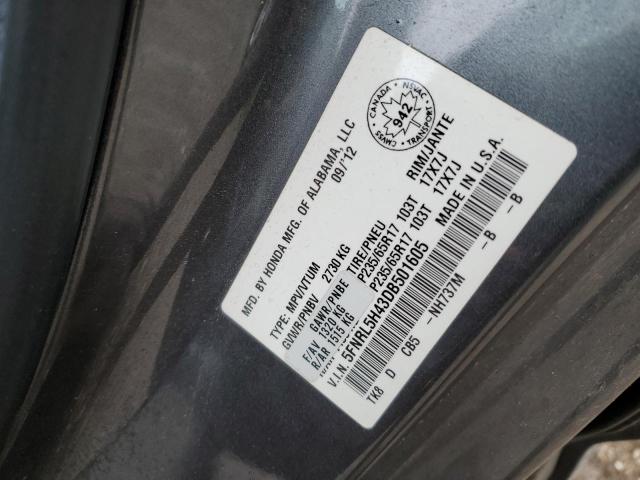 MFD. BY HONDA MFG. OF ALABAMA, LLC
09/'12
TYPE: MPV/VTUM
GVWR/PNBV 2730 KG
GAWR/PNBE TIRE/PNEU RIM/JANTE
F/AV 1320 KG P235/65R17 103T 17X7J
R/AR 1515 KG P235/65R17 103T 17X7J
MADE IN U.S.A.
V.I.N. 5FNRL5H43DB501605
TK8 D CB5 -NH737M -B -B
CANADA
NSVAC
CMVSS
942